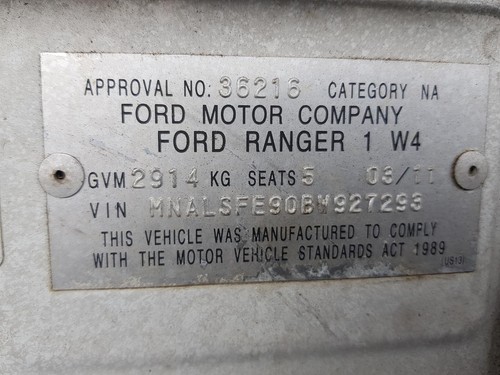 APPROVAL NO. 36216 CATEGORY NA
FORD MOTOR COMPANY
FORD RANGER 1 W4
GVM 2914 KG SEATS 5 03/11
VIN MNALSFE90BW927293
THIS VEHICLE WAS MANUFACTURED TO COMPLY
WITH THE MOTOR VEHICLE STANDARDS ACT 1989